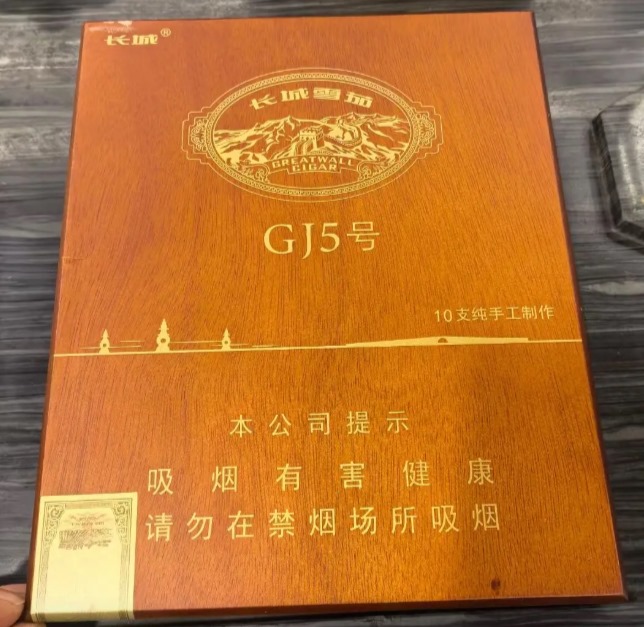 长城®
长城雪茄
GREATWALL
CIGAR
GJ5号
10支纯手工制作
本公司提示
吸烟有害健康
请勿在禁烟场所吸烟